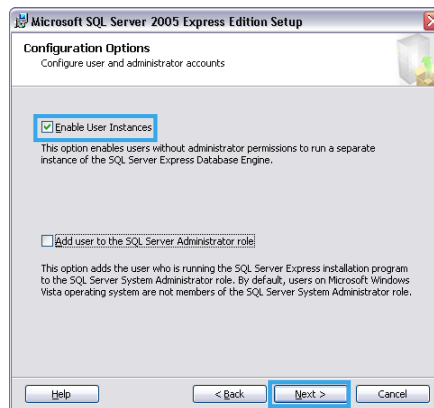 Microsoft SQL Server 2005 Express Edition Setup
Configuration Options
Configure user and administrator accounts
Enable User Instances
This option enables users without administrator permissions to run a separate
instance of the SQL Server Express Database Engine.
Add user to the SQL Server Administrator role
This option adds the user who is running the SQL Server Express installation program
to the SQL Server System Administrator role. By default, users on Microsoft Windows
Vista operating system are not members of the SQL Server System Administrator role.
Help
< Back
Next >
Cancel